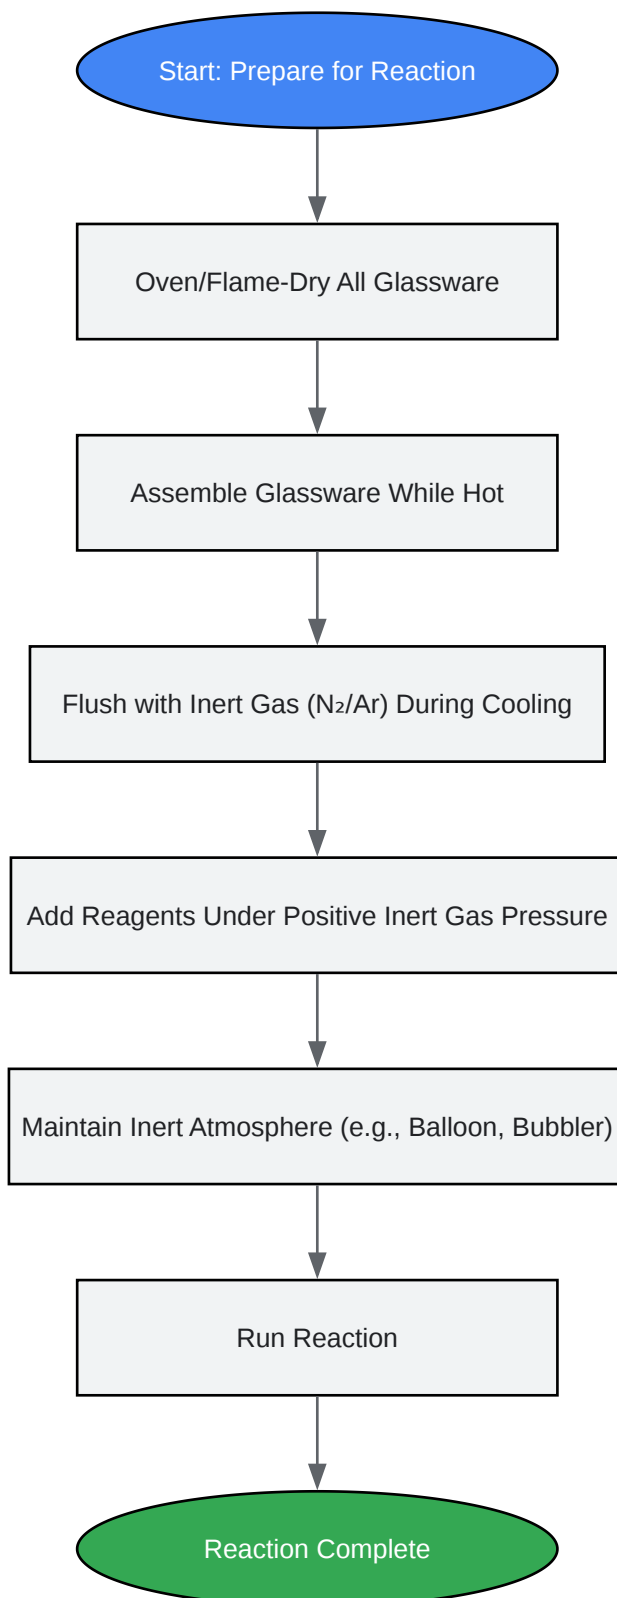 Start: Prepare for Reaction
Oven/Flame-Dry All Glassware
Assemble Glassware While Hot
Flush with Inert Gas (N₂/Ar) During Cooling
Add Reagents Under Positive Inert Gas Pressure
Maintain Inert Atmosphere (e.g., Balloon, Bubbler)
Run Reaction
Reaction Complete